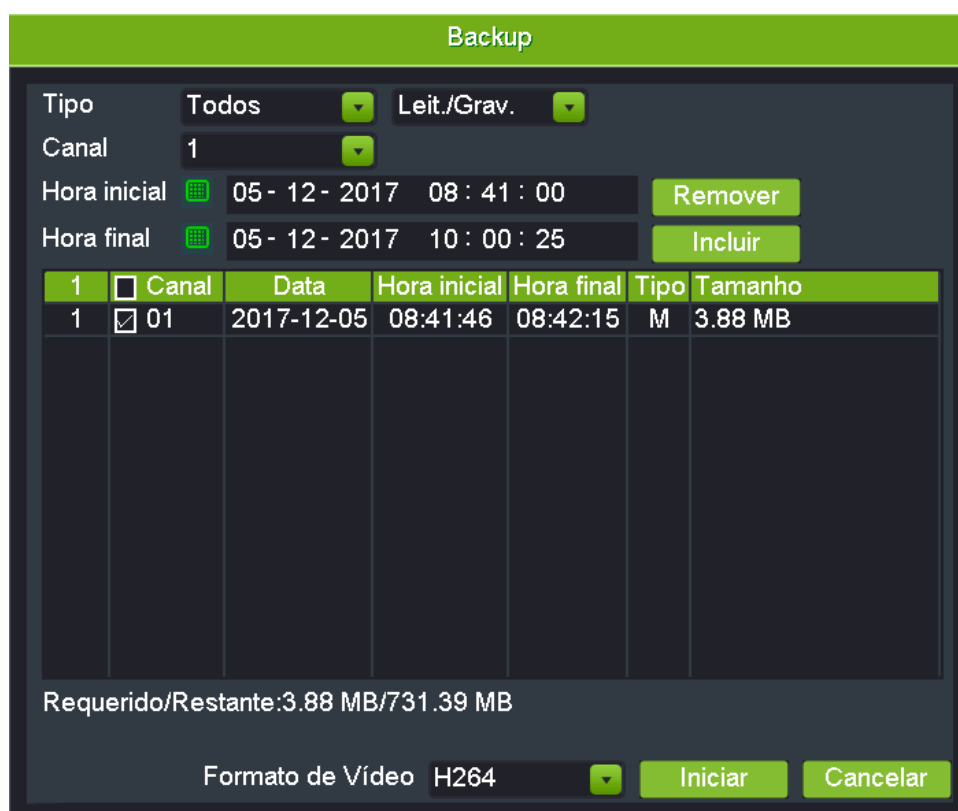 Backup
Tipo Todos Leit./Grav.
Canal 1
Hora inicial 05 - 12 - 2017 08 : 41 : 00 Remover
Hora final 05 - 12 - 2017 10 : 00 : 25 Incluir
1 Canal Data Hora inicial Hora final Tipo Tamanho
1 01 2017-12-05 08:41:46 08:42:15 M 3.88 MB
Requerido/Restante:3.88 MB/731.39 MB
Formato de Vídeo H264 Iniciar Cancelar